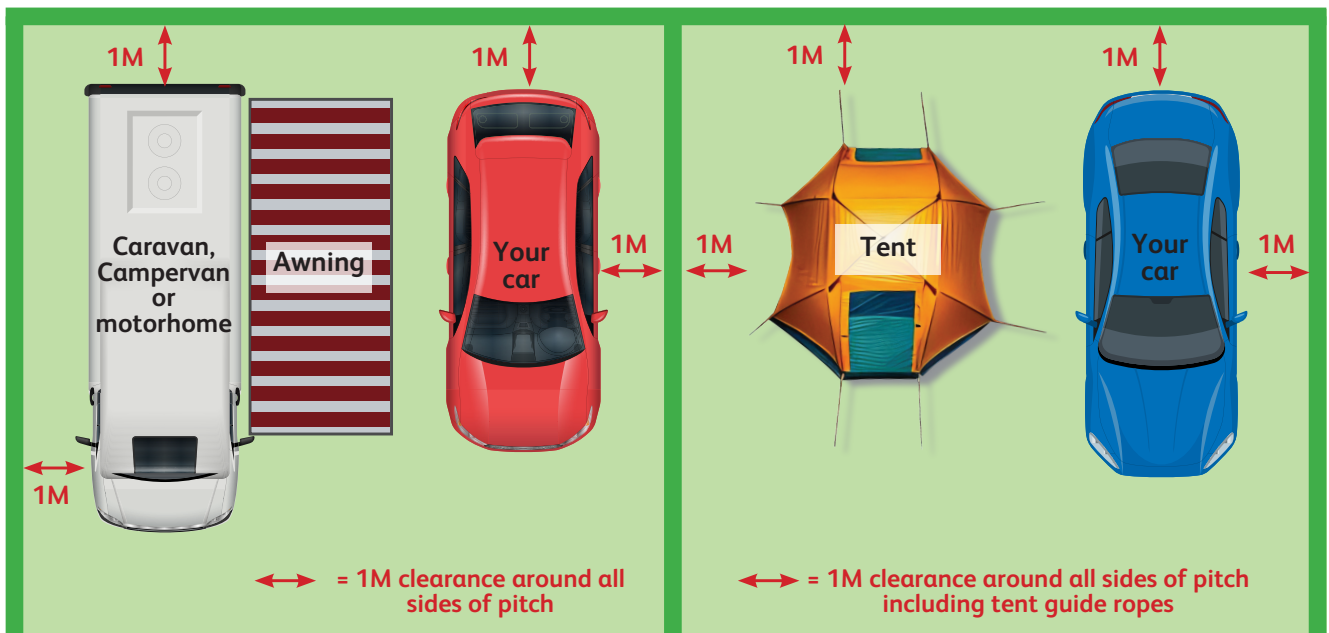 1M
1M
1M
1M
Caravan,
Campervan
or
motorhome
Awning
Your
car
1M
1M
Tent
Your
car
1M
1M
= 1M clearance around all
sides of pitch
= 1M clearance around all sides of pitch
including tent guide ropes